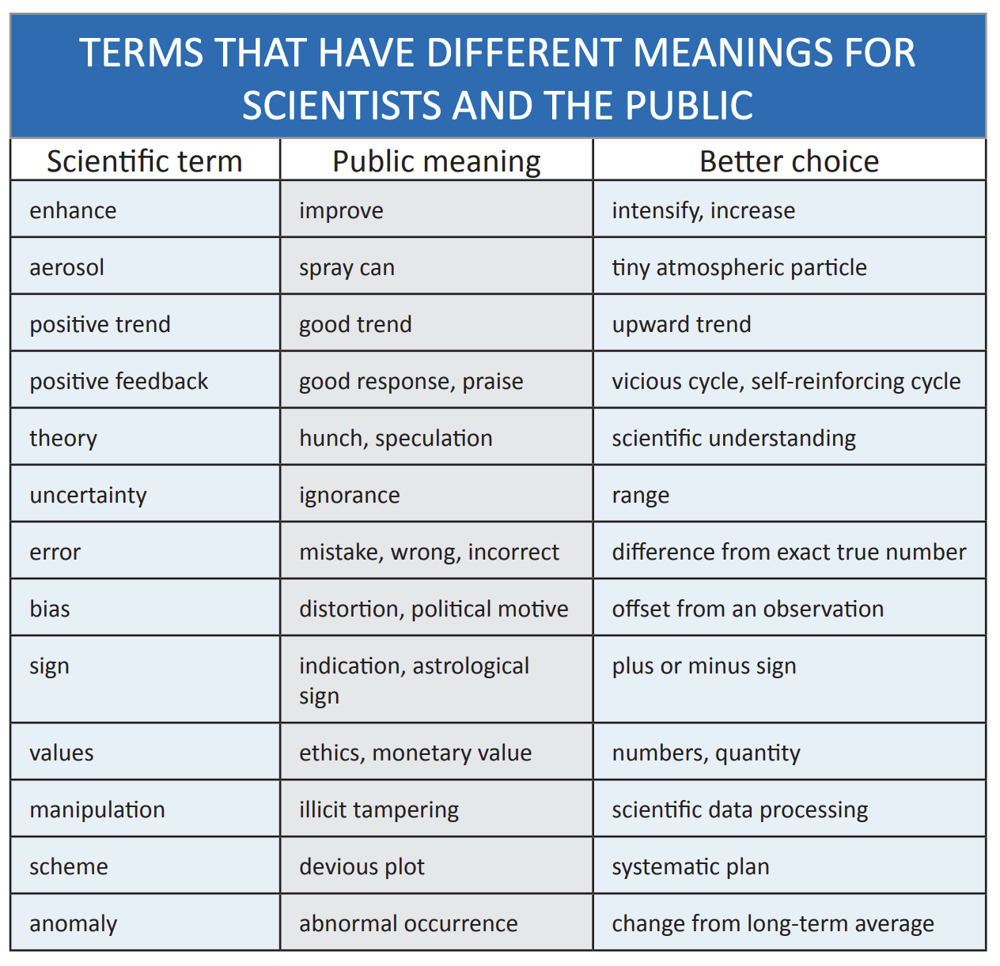 TERMS THAT HAVE DIFFERENT MEANINGS FOR
SCIENTISTS AND THE PUBLIC
Scientific term Public meaning Better choice
enhance improve intensify, increase
aerosol spray can tiny atmospheric particle
positive trend good trend upward trend
positive feedback good response, praise vicious cycle, self-reinforcing cycle
theory hunch, speculation scientific understanding
uncertainty ignorance range
error mistake, wrong, incorrect difference from exact true number
bias distortion, political motive offset from an observation
sign indication, astrological plus or minus sign
sign
values ethics, monetary value numbers, quantity
manipulation illicit tampering scientific data processing
scheme devious plot systematic plan
anomaly abnormal occurrence change from long-term average